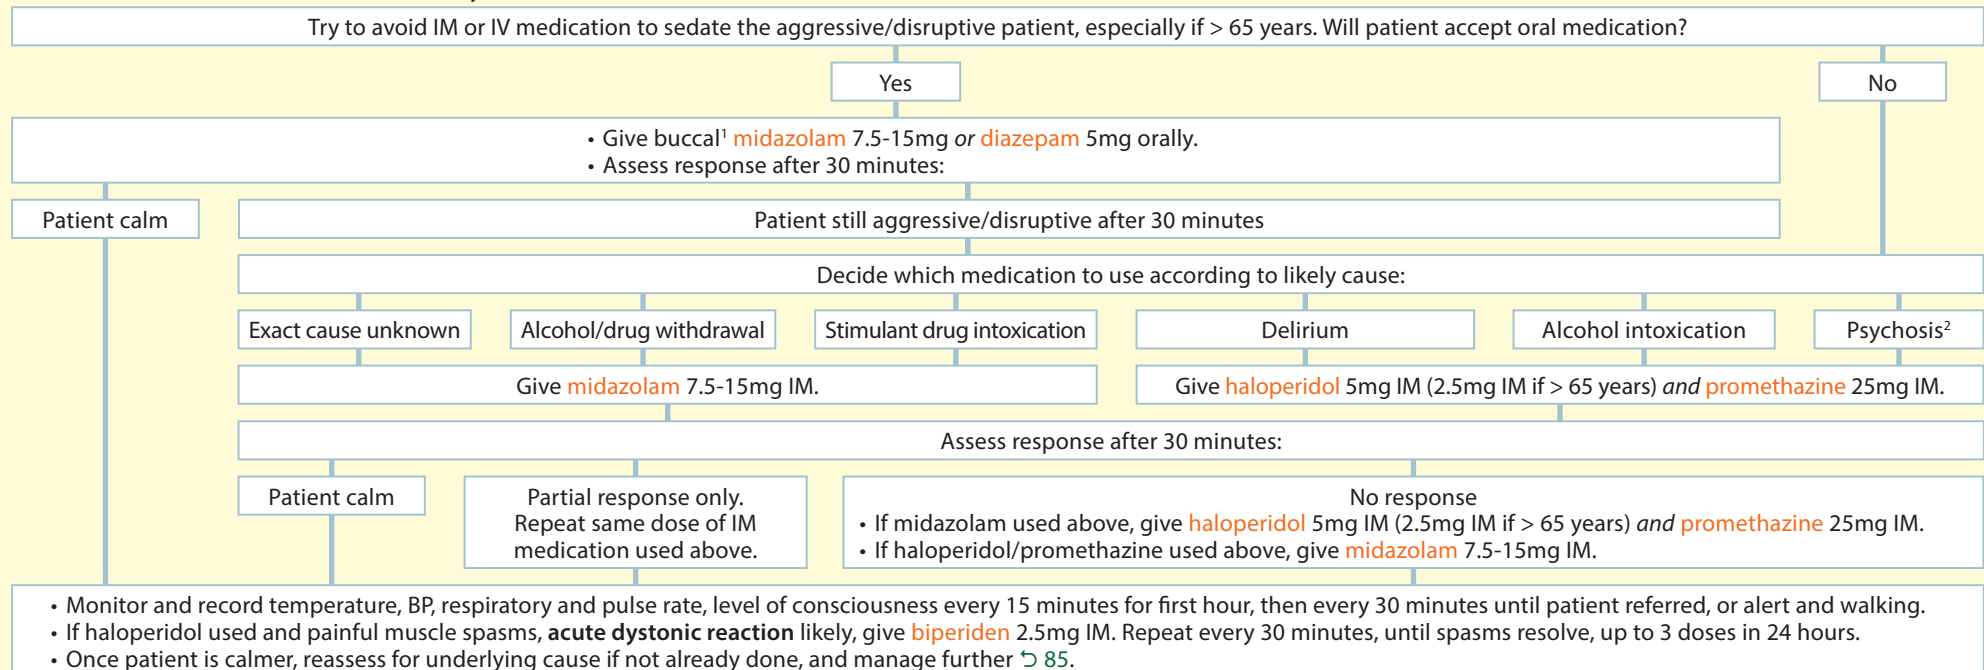 Try to avoid IM or IV medication to sedate the aggressive/disruptive patient, especially if > 65 years. Will patient accept oral medication?
Yes
No
• Give buccal¹ midazolam 7.5-15mg or diazepam 5mg orally.
• Assess response after 30 minutes:
Patient calm
Patient still aggressive/disruptive after 30 minutes
Decide which medication to use according to likely cause:
Exact cause unknown
Alcohol/drug withdrawal
Stimulant drug intoxication
Delirium
Alcohol intoxication
Psychosis²
Give midazolam 7.5-15mg IM.
Give haloperidol 5mg IM (2.5mg IM if > 65 years) and promethazine 25mg IM.
Assess response after 30 minutes:
Patient calm
Partial response only.
Repeat same dose of IM
medication used above.
No response
• If midazolam used above, give haloperidol 5mg IM (2.5mg IM if > 65 years) and promethazine 25mg IM.
• If haloperidol/promethazine used above, give midazolam 7.5-15mg IM.
• Monitor and record temperature, BP, respiratory and pulse rate, level of consciousness every 15 minutes for first hour, then every 30 minutes until patient referred, or alert and walking.
• If haloperidol used and painful muscle spasms, acute dystonic reaction likely, give biperiden 2.5mg IM. Repeat every 30 minutes, until spasms resolve, up to 3 doses in 24 hours.
• Once patient is calmer, reassess for underlying cause if not already done, and manage further ⮌ 85.